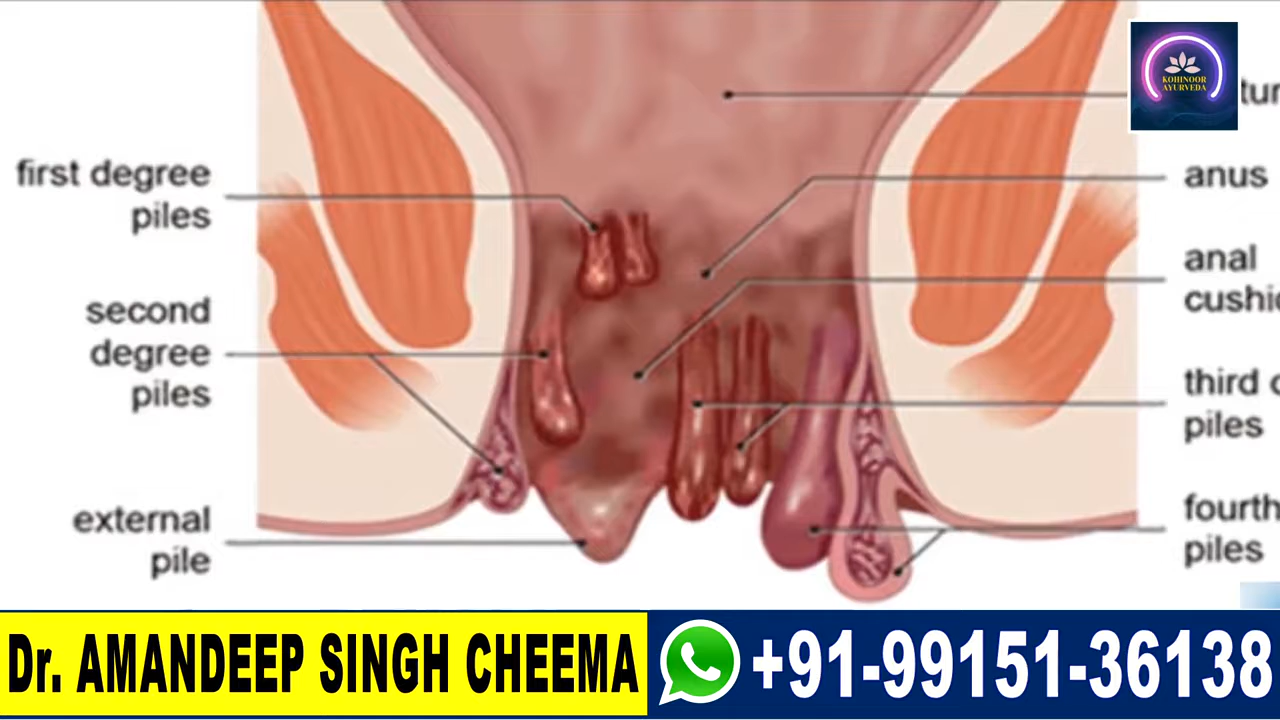 KOHINOOR
AYURVEDA
first degree
piles
second
degree
piles
external
pile
anus
anal
piles
fourth
piles
third
Dr. AMANDEEP SINGH CHEEMA
+91-99151-36138